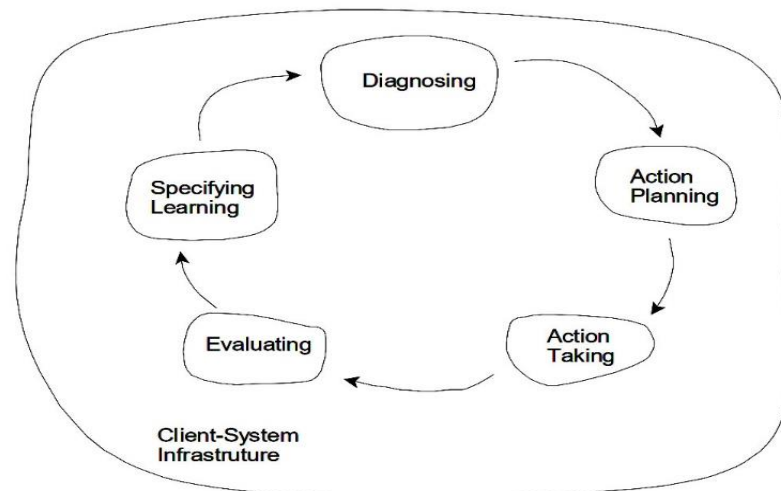 Diagnosing
Action
Planning
Action
Taking
Evaluating
Specifying
Learning
Client-System
Infrastruture